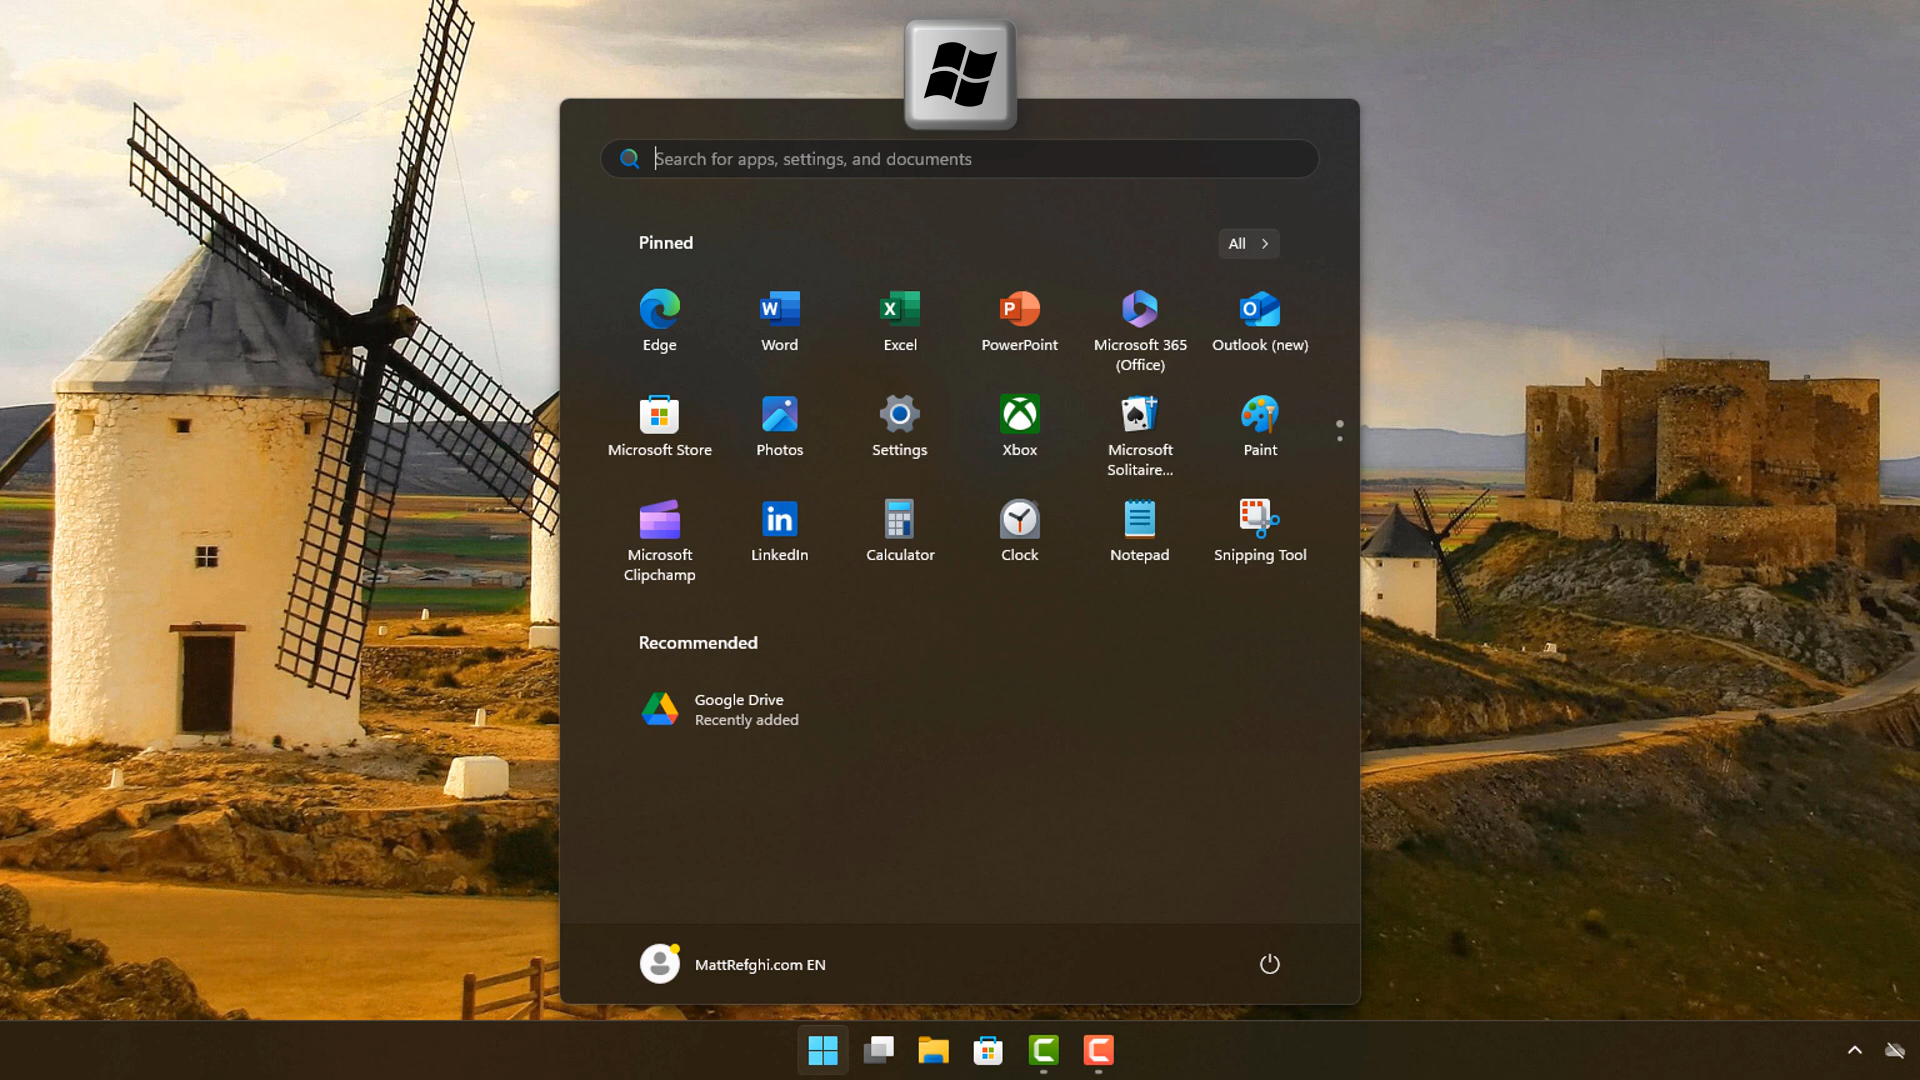 Search for apps, settings, and documents
Pinned
All
Edge
Word
Excel
PowerPoint
Microsoft 365
(Office)
Outlook (new)
Microsoft Store
Photos
Settings
Xbox
Microsoft
Solitaire...
Paint
Microsoft
Clipchamp
LinkedIn
Calculator
Clock
Notepad
Snipping Tool
Recommended
Google Drive
Recently added
MattRefghi.com EN